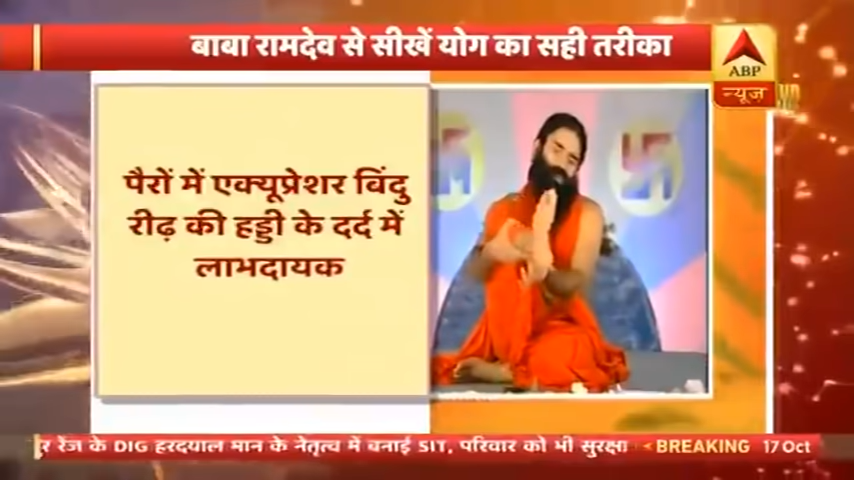 बाबा रामदेव से सीखें योग का सही तरीका
ABP
न्यूज़
पैरों में एक्यूप्रेशर बिंदु
रीढ़ की हड्डी के दर्द में
लाभदायक
र रेंज के DIG हरदयाल मान के नेतृत्व में बनाई SIT, परिवार को भी सुरक्षा
BREAKING 17 Oct